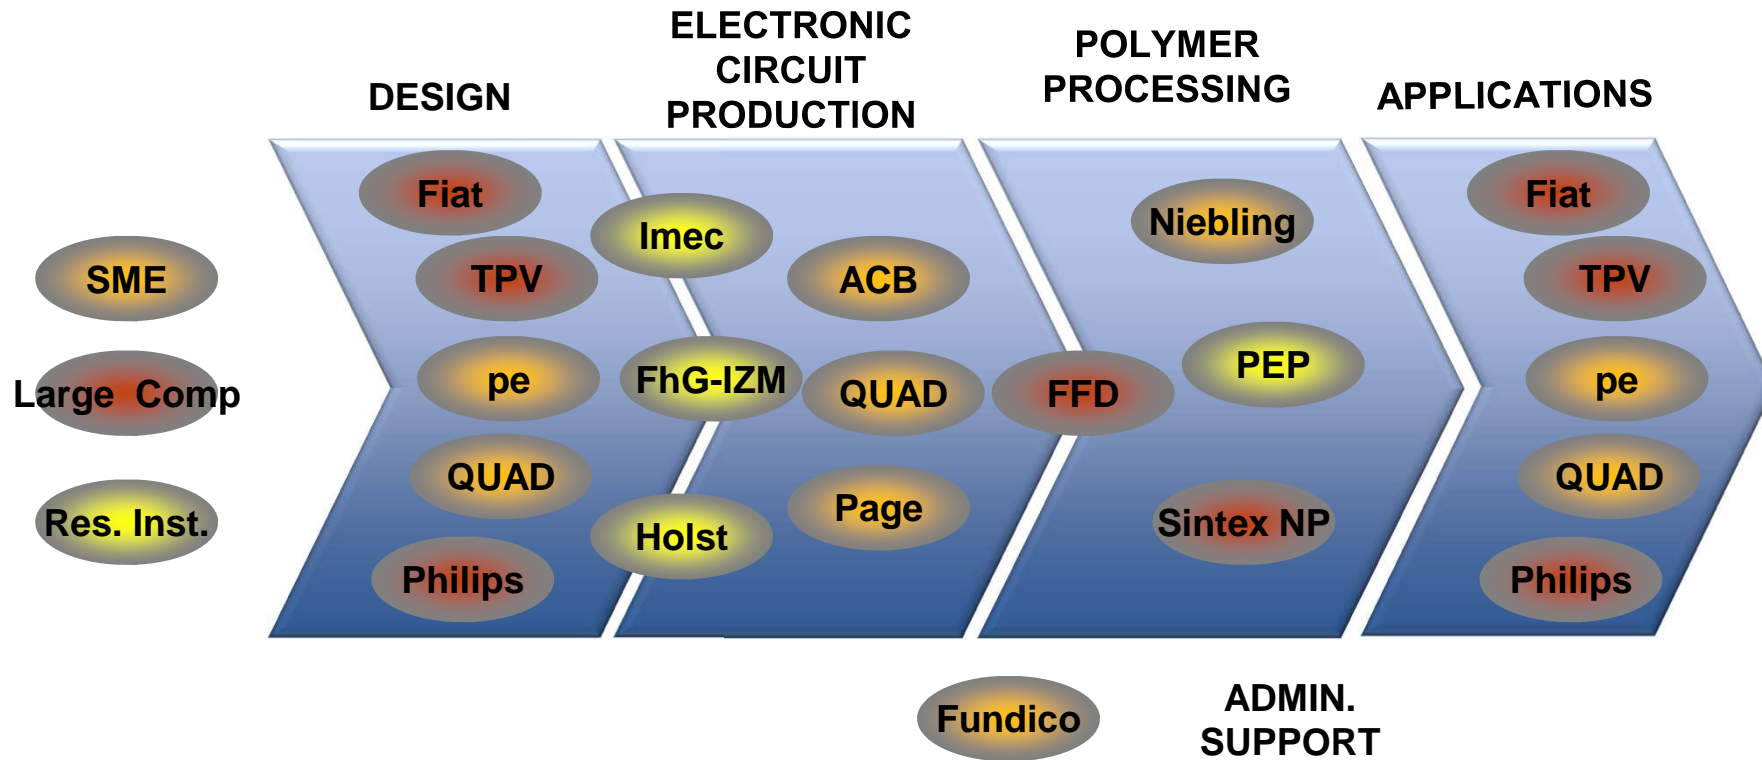 DESIGN
ELECTRONIC
CIRCUIT
PRODUCTION
POLYMER
PROCESSING
APPLICATIONS
SME
Large Comp
Res. Inst.
Fiat
TPV
pe
QUAD
Philips
Imec
FhG-IZM
Holst
ACB
QUAD
Page
FFD
Niebling
PEP
Sintex NP
Fiat
TPV
pe
QUAD
Philips
Fundico
ADMIN.
SUPPORT